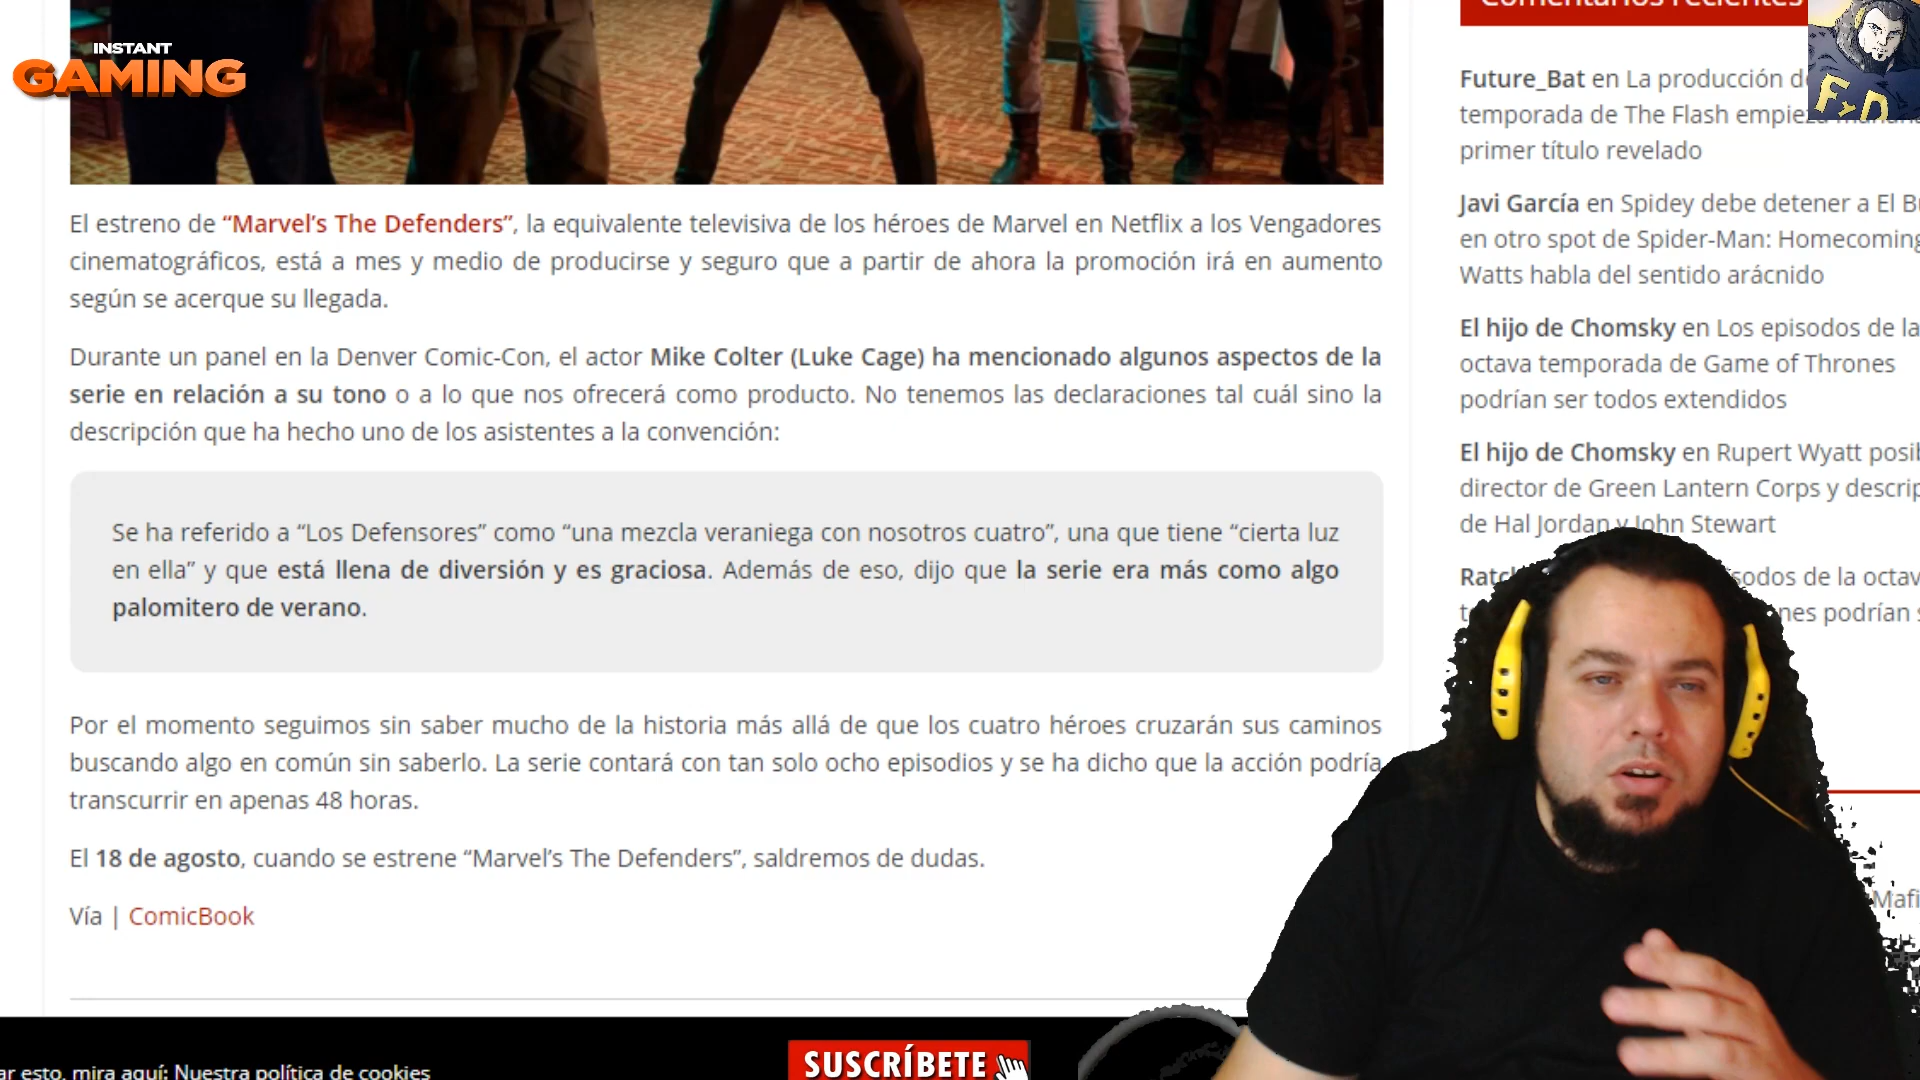 INSTANT
GAMING
El estreno de “Marvel’s The Defenders”, la equivalente televisiva de los héroes de Marvel en Netflix a los Vengadores
cinematográficos, está a mes y medio de producirse y seguro que a partir de ahora la promoción irá en aumento
según se acerque su llegada.
Durante un panel en la Denver Comic-Con, el actor Mike Colter (Luke Cage) ha mencionado algunos aspectos de la
serie en relación a su tono o a lo que nos ofrecerá como producto. No tenemos las declaraciones tal cuál sino la
descripción que ha hecho uno de los asistentes a la convención:
Se ha referido a “Los Defensores” como “una mezcla veraniega con nosotros cuatro”, una que tiene “cierta luz
en ella” y que está llena de diversión y es graciosa. Además de eso, dijo que la serie era más como algo
palomitero de verano.
Por el momento seguimos sin saber mucho de la historia más allá de que los cuatro héroes cruzarán sus caminos
buscando algo en común sin saberlo. La serie contará con tan solo ocho episodios y se ha dicho que la acción podría
transcurrir en apenas 48 horas.
El 18 de agosto, cuando se estrene “Marvel’s The Defenders”, saldremos de dudas.
Vía | ComicBook
Comentarios recientes
FyD
Future_Bat en La producción
temporada de The Flash
primer título revelado
Javi García en Spidey debe detener a El
en otro spot de Spider-Man: Homecoming
Watts habla del sentido arácnido
El hijo de Chomsky en Los episodios de la
octava temporada de Game of Thrones
podrían ser todos extendidos
El hijo de Chomsky en Rupert Wyatt
director de Green Lantern Corps y
de Hal Jordan y John Stewart
de la
podrían
esto, mira aquí: Nuestra política de cookies
SUSCRÍBETE